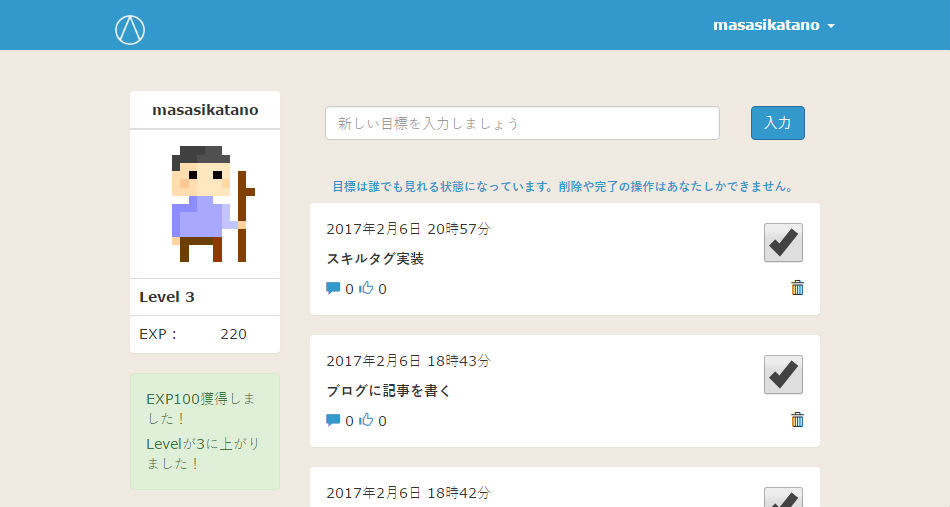 masasikatano
masasikatano
Level 3
EXP : 220
EXP100獲得しま
した！
Levelが3に上がり
ました！
新しい目標を入力しましょう
入力
目標は誰でも見れる状態になっています。削除や完了の操作はあなたしかできません。
2017年2月6日 20時57分
スキルタグ実装
0 0
2017年2月6日 18時43分
ブログに記事を書く
0 0
2017年2月6日 18時42分